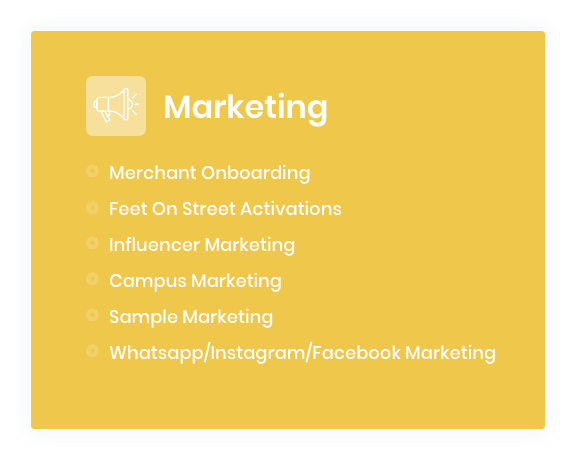 Marketing
Merchant Onboarding
Feet On Street Activations
Influencer Marketing
Campus Marketing
Sample Marketing
Whatsapp/Instagram/Facebook Marketing